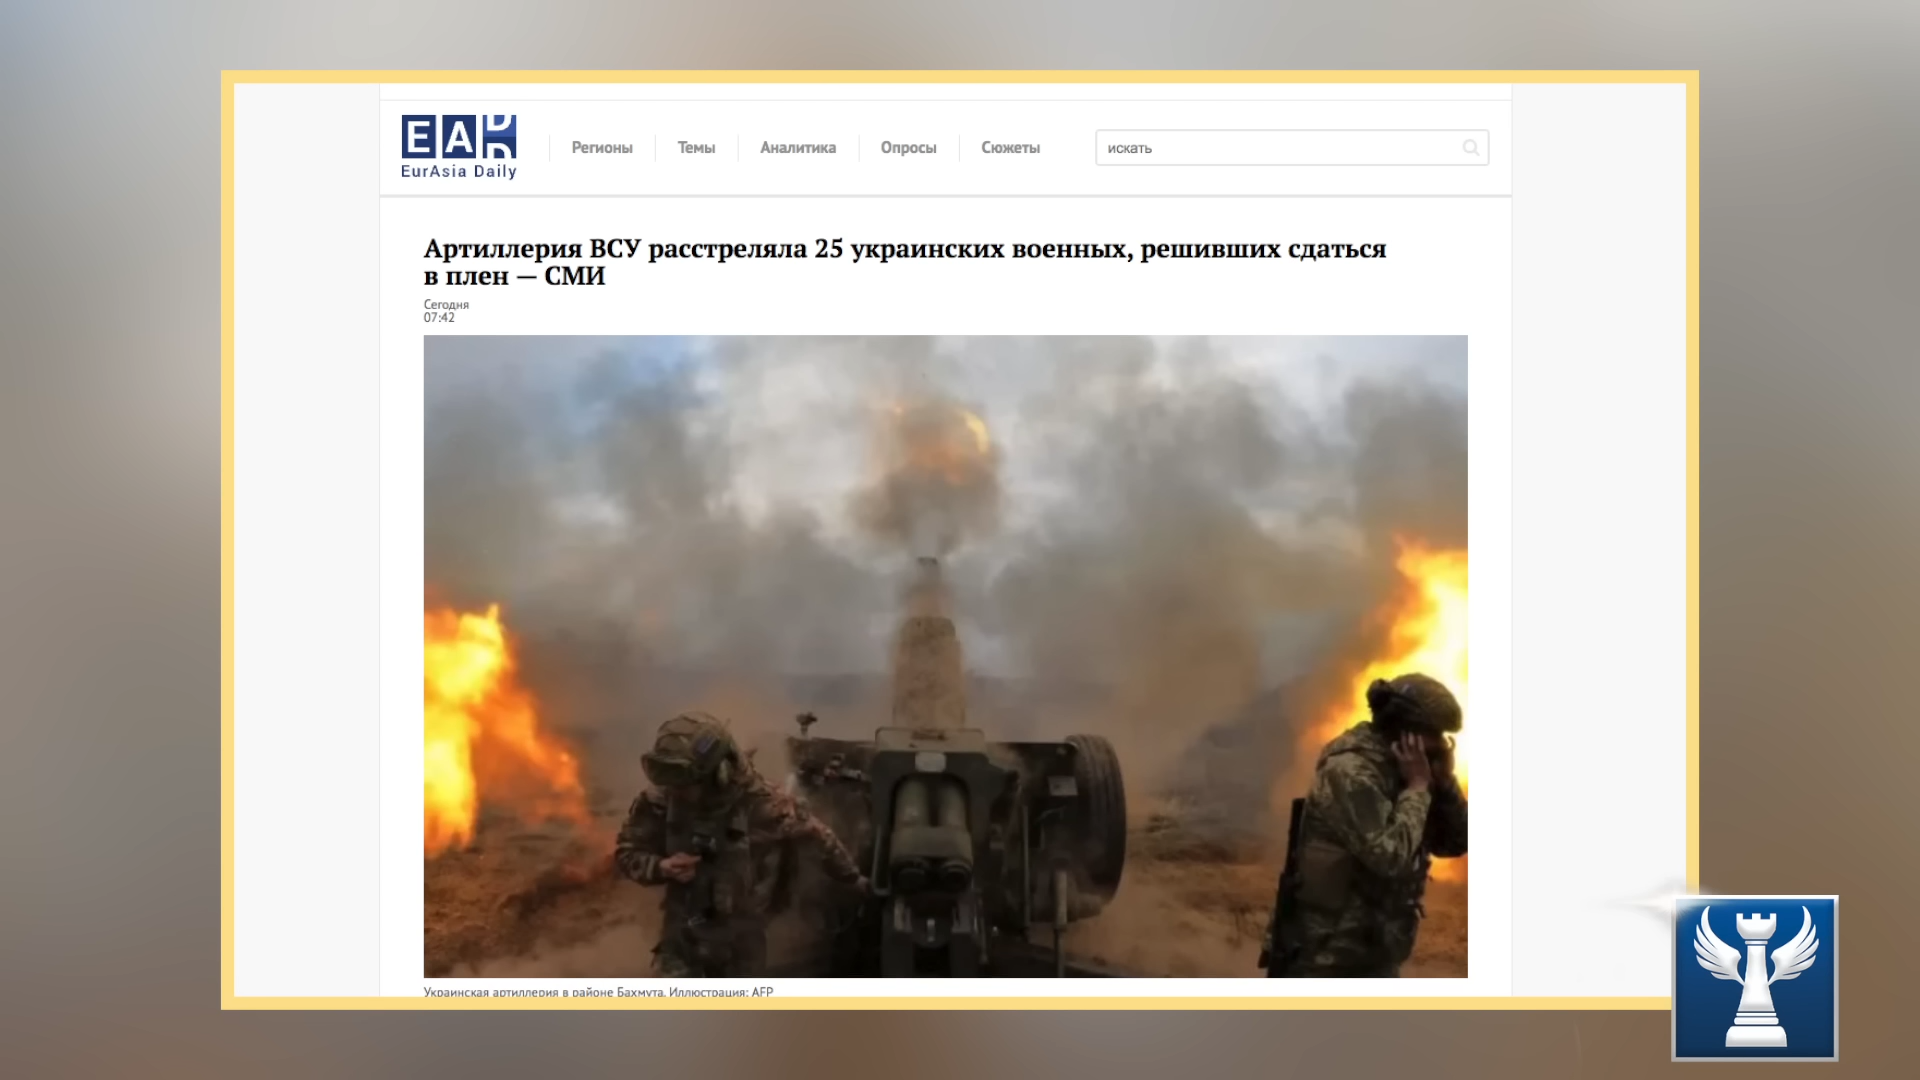 EAD
EurAsia Daily
Регионы
Темы
Аналитика
Опросы
Сюжеты
искать
Артиллерия ВСУ расстреляла 25 украинских военных, решивших сдаться
в плен — СМИ
Сегодня
07:42
Украинская артиллерия в районе Бахмута. Иллюстрация: AFP